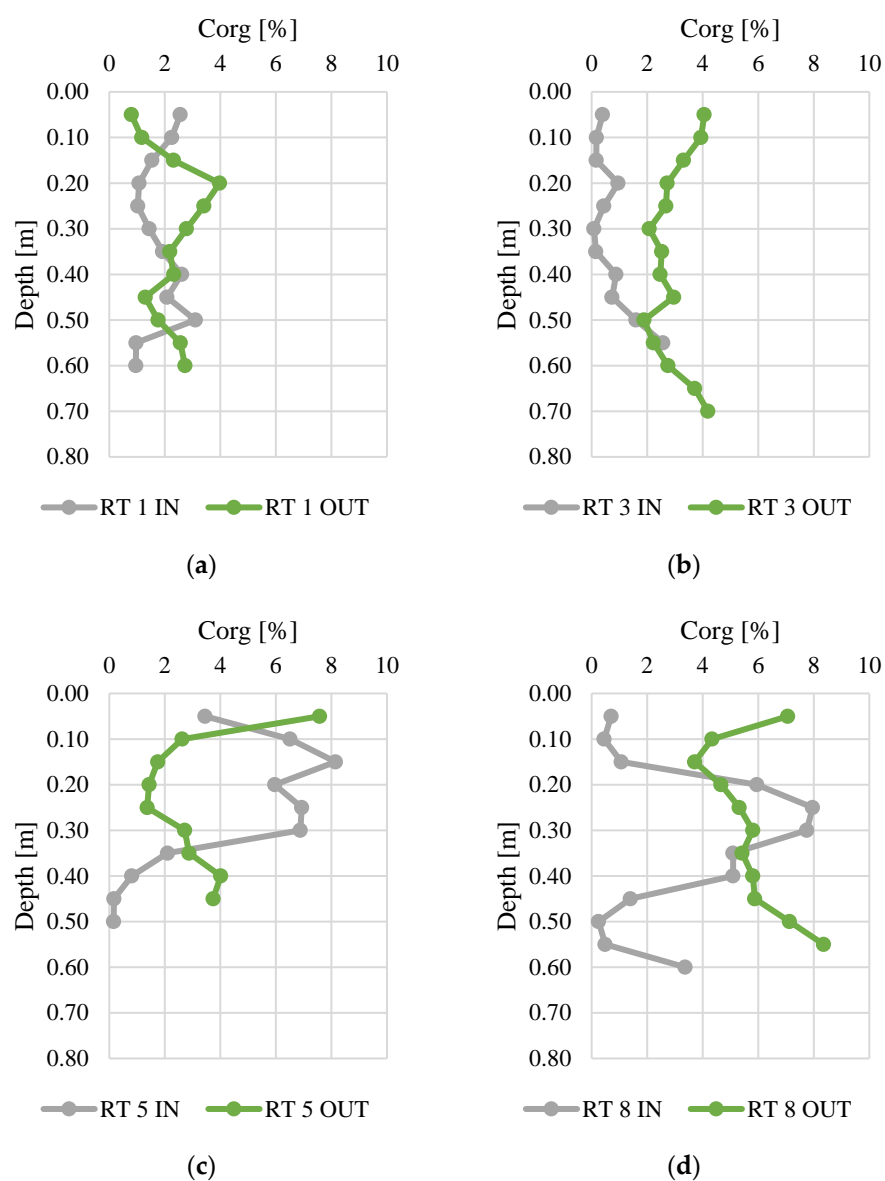 Corg [%]
0 2 4 6 8 10
0.00
0.10
0.20
0.30
0.40
0.50
0.60
0.70
0.80
Depth [m]
RT 1 IN RT 1 OUT
(a)
Corg [%]
0 2 4 6 8 10
0.00
0.10
0.20
0.30
0.40
0.50
0.60
0.70
0.80
Depth [m]
RT 3 IN RT 3 OUT
(b)
Corg [%]
0 2 4 6 8 10
0.00
0.10
0.20
0.30
0.40
0.50
0.60
0.70
0.80
Depth [m]
RT 5 IN RT 5 OUT
(c)
Corg [%]
0 2 4 6 8 10
0.00
0.10
0.20
0.30
0.40
0.50
0.60
0.70
0.80
Depth [m]
RT 8 IN RT 8 OUT
(d)